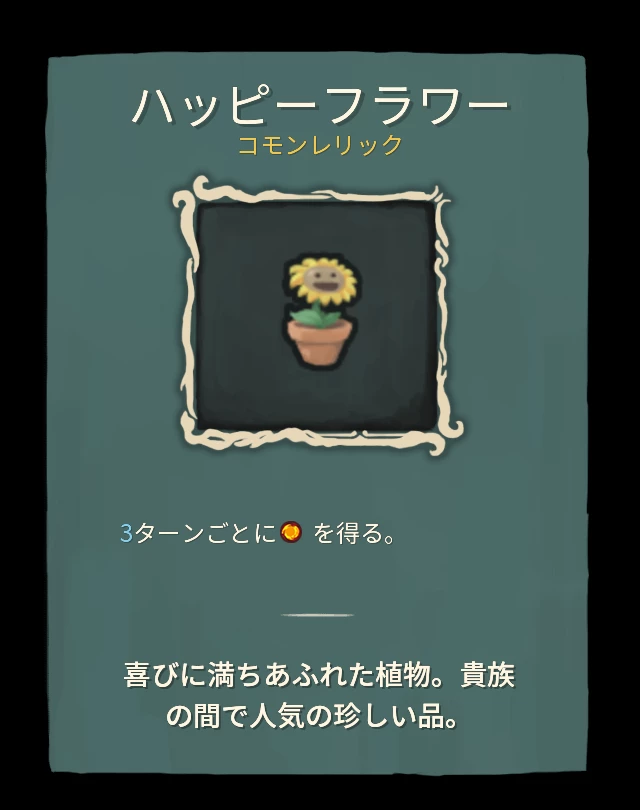 ハッピーフラワー
コモンレリック
3ターンごとに を得る。
喜びに満ちあふれた植物。貴族
の間で人気の珍しい品。